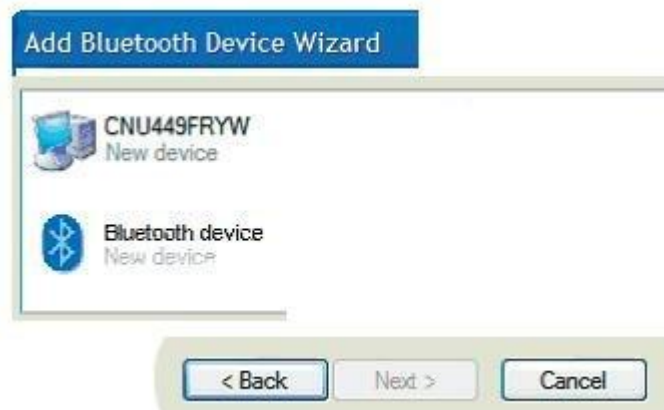 Add Bluetooth Device Wizard
CNU449FRYW
New device
Bluetooth device
New device
< Back Next > Cancel